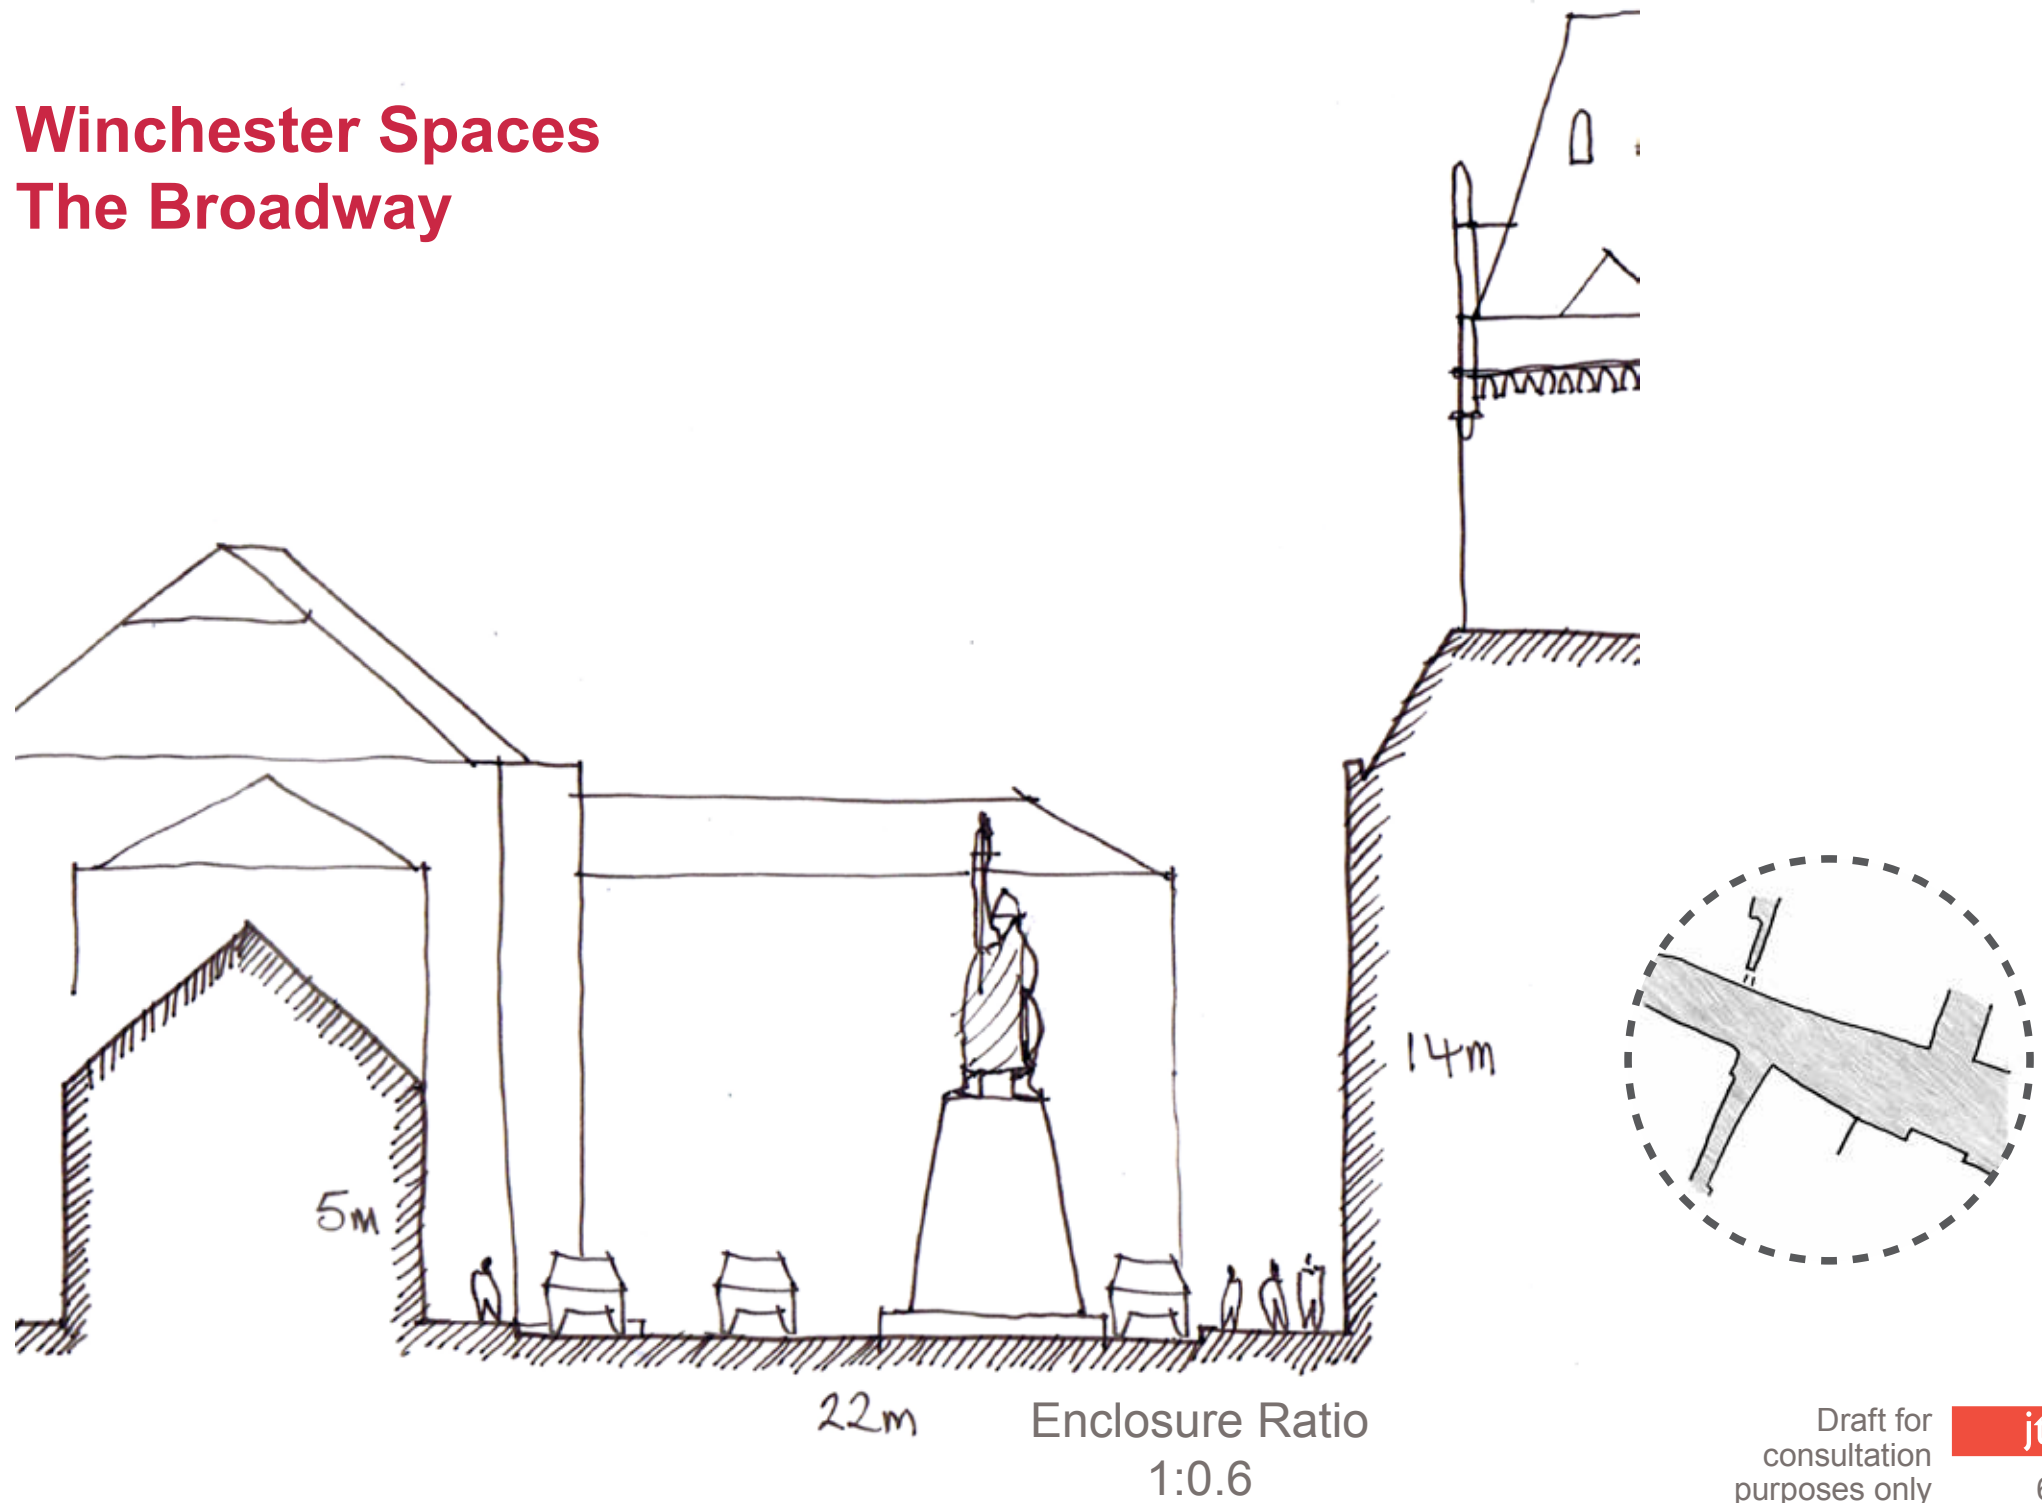 Winchester Spaces
The Broadway
14m
5m
22m
Enclosure Ratio
1:0.6
Draft for
consultation
purposes only